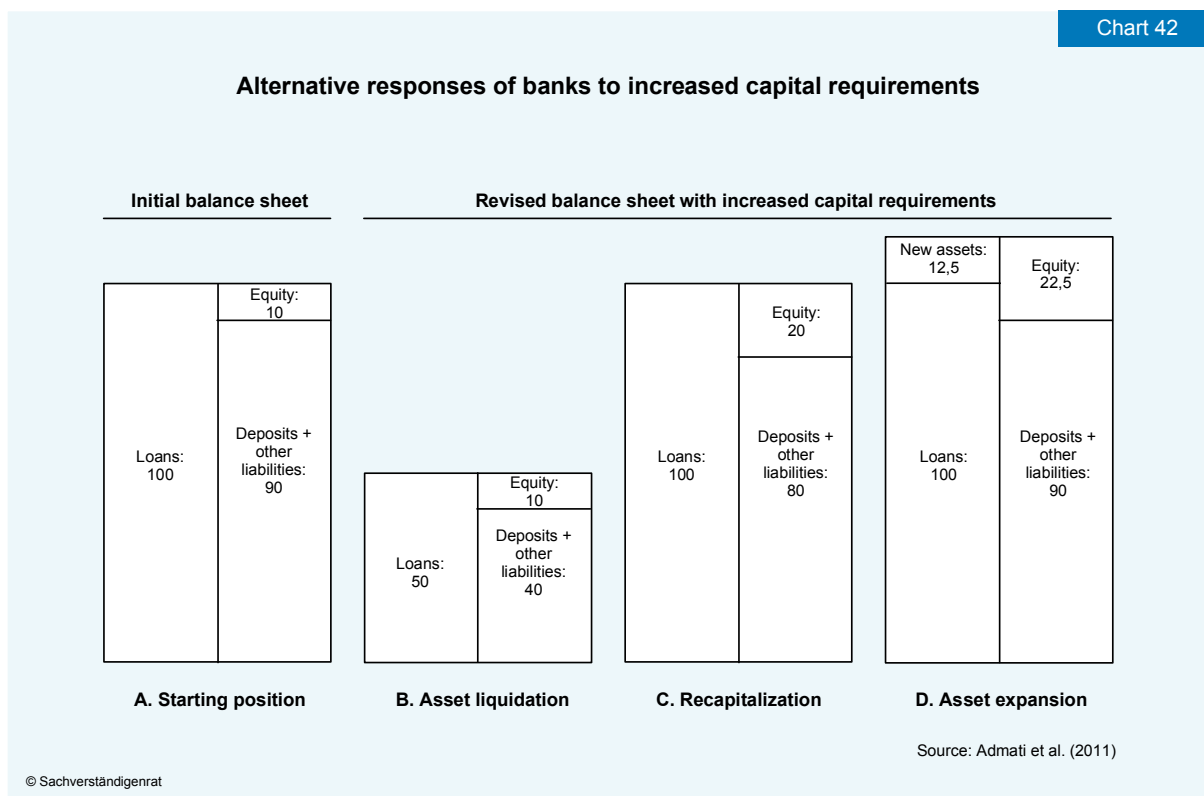 Chart 42
Alternative responses of banks to increased capital requirements
Initial balance sheet
Revised balance sheet with increased capital requirements
Equity:
10
Loans:
100
Deposits +
other
liabilities:
90
A. Starting position
Equity:
10
Loans:
50
Deposits +
other
liabilities:
40
B. Asset liquidation
Equity:
20
Loans:
100
Deposits +
other
liabilities:
80
C. Recapitalization
New assets:
12,5
Equity:
22,5
Loans:
100
Deposits +
other
liabilities:
90
D. Asset expansion
Source: Admati et al. (2011)
© Sachverständigenrat